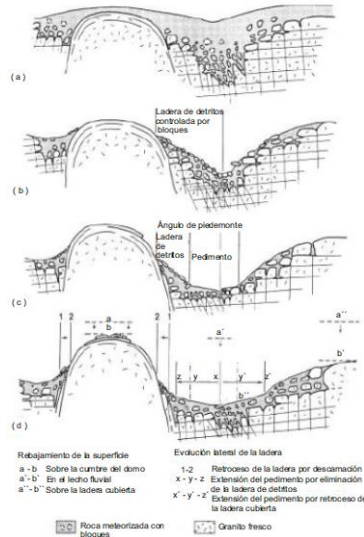 ( a )
Ladera de detritos
controlada por
bloques
( b )
Ángulo de piedemonte
Ladera
de
detritos
Pedimento
( c )
a´´
1 2
a
b
2 1
a´
b´
z y x y´ z´
b´´
( d )
Rebajamiento de la superficie
a - b Sobre la cumbre del domo
a´-b´ En el lecho fluvial
a´´-b´´ Sobre la ladera cubierta
Evolución lateral de la ladera
1-2 Retroceso de la ladera por descamación
x - y - z Extensión del pedimento por eliminación
de la ladera de detritos
x´ - y´ - z´ Extensión del pedimento por retroceso de
la ladera cubierta
Roca meteorizada con
bloques
Granito fresco